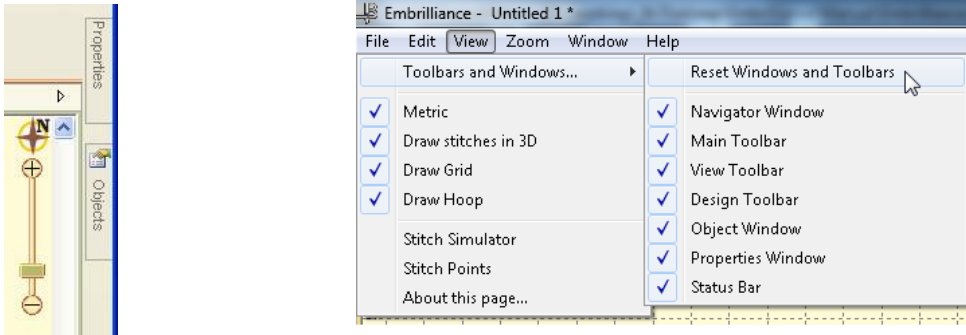 Properties
N
Objects
Embrilliance - Untitled 1 *
File Edit View Zoom Window Help
Toolbars and Windows...
Metric
Draw stitches in 3D
Draw Grid
Draw Hoop
Stitch Simulator
Stitch Points
About this page...
Reset Windows and Toolbars
Navigator Window
Main Toolbar
View Toolbar
Design Toolbar
Object Window
Properties Window
Status Bar